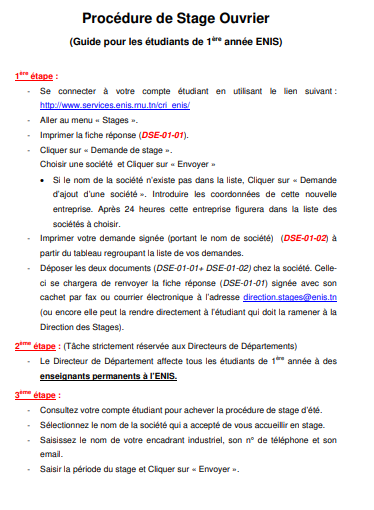 Procédure de Stage Ouvrier
(Guide pour les étudiants de 1ère année ENIS)
1ère étape :
- Se connecter à votre compte étudiant en utilisant le lien suivant :
http://www.services.enis.rnu.tn/cri_enis/
- Aller au menu « Stages ».
- Imprimer la fiche réponse (DSE-01-01).
- Cliquer sur « Demande de stage ».
Choisir une société et Cliquer sur « Envoyer »
• Si le nom de la société n'existe pas dans la liste, Cliquer sur « Demande
d'ajout d'une société ». Introduire les coordonnées de cette nouvelle
entreprise. Après 24 heures cette entreprise figurera dans la liste des
sociétés à choisir.
- Imprimer votre demande signée (portant le nom de société) (DSE-01-02) à
partir du tableau regroupant la liste de vos demandes.
- Déposer les deux documents (DSE-01-01+ DSE-01-02) chez la société. Celle-
ci se chargera de renvoyer la fiche réponse (DSE-01-01) signée avec son
cachet par fax ou courrier électronique à l'adresse direction.stages@enis.tn
(ou encore elle peut la rendre directement à l'étudiant qui doit la ramener à la
Direction des Stages).
2ème étape : (Tâche strictement réservée aux Directeurs de Départements)
- Le Directeur de Département affecte tous les étudiants de 1ère année à des
enseignants permanents à l'ENIS.
3ème étape :
- Consultez votre compte étudiant pour achever la procédure de stage d'été.
- Sélectionnez le nom de la société qui a accepté de vous accueillir en stage.
- Saisissez le nom de votre encadrant industriel, son n° de téléphone et son
email.
- Saisir la période du stage et Cliquer sur « Envoyer ».